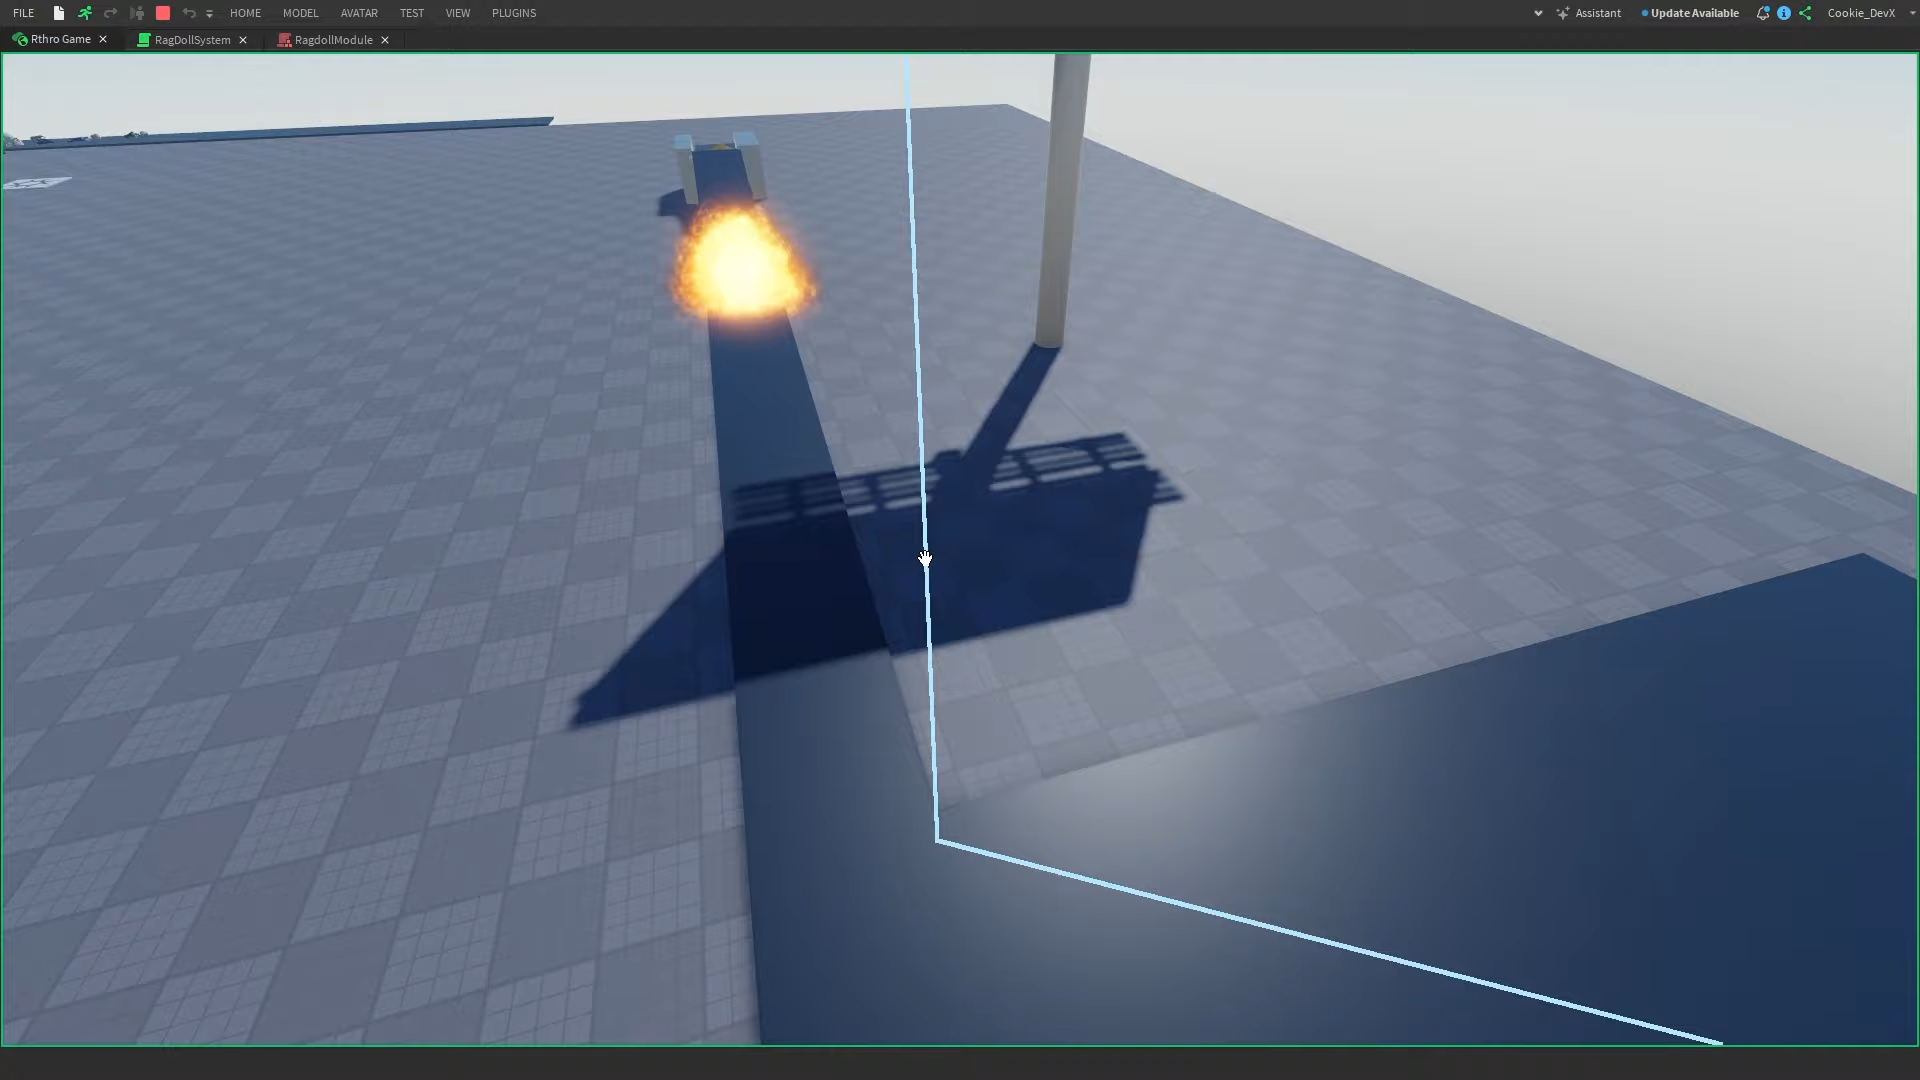 FILE HOME MODEL AVATAR TEST VIEW PLUGINS Assistant Update Available Cookie_DevX
Rthro Game RagDollSystem RagdollModule